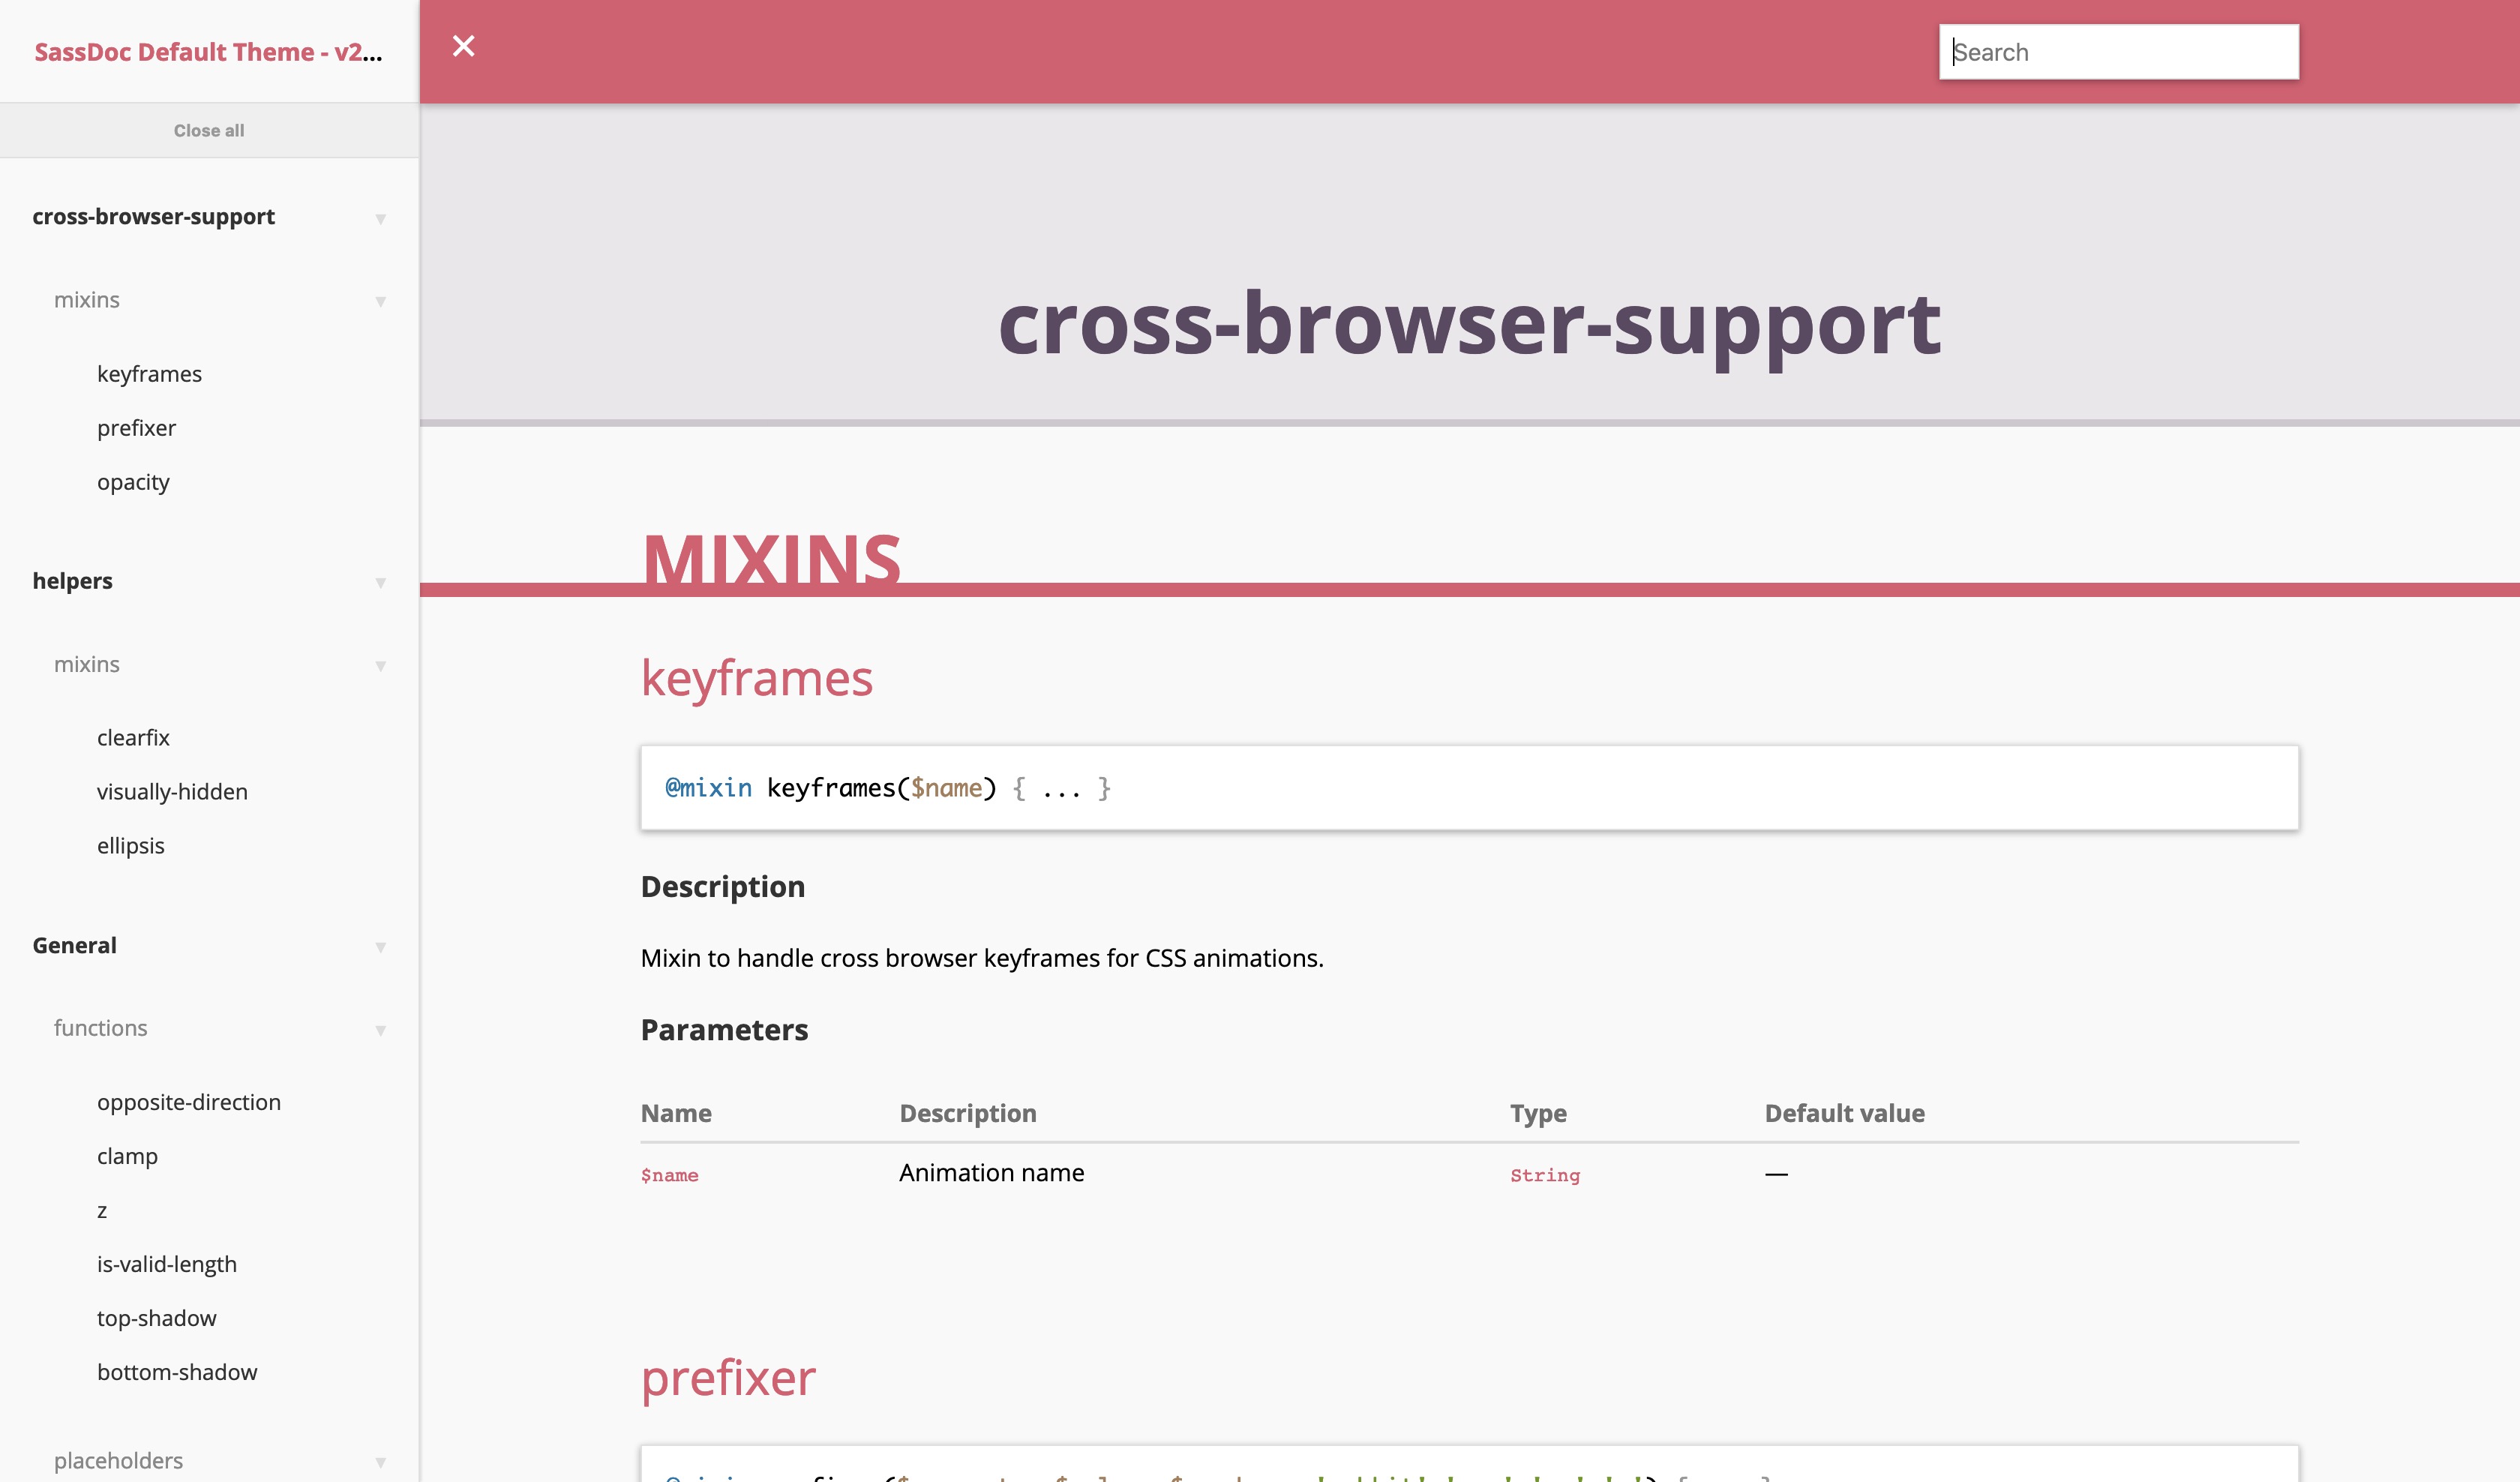 SassDoc Default Theme - v2...
Close all
cross-browser-support
mixins
keyframes
prefixer
opacity
helpers
mixins
clearfix
visually-hidden
ellipsis
General
functions
opposite-direction
clamp
z
is-valid-length
top-shadow
bottom-shadow
placeholders
Search
cross-browser-support
MIXINS
keyframes
@mixin keyframes($name) { ... }
Description
Mixin to handle cross browser keyframes for CSS animations.
Parameters
Name Description Type Default value
$name Animation name String —
prefixer